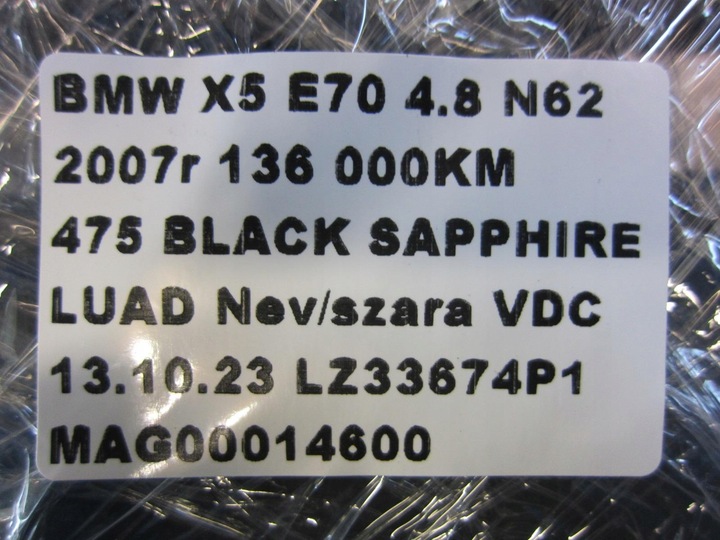 BMW X5 E70 4.8 N62
2007r 136 000KM
475 BLACK SAPPHIRE
LUAD Nev/szara VDC
13.10.23 LZ33674P1
MAG00014600